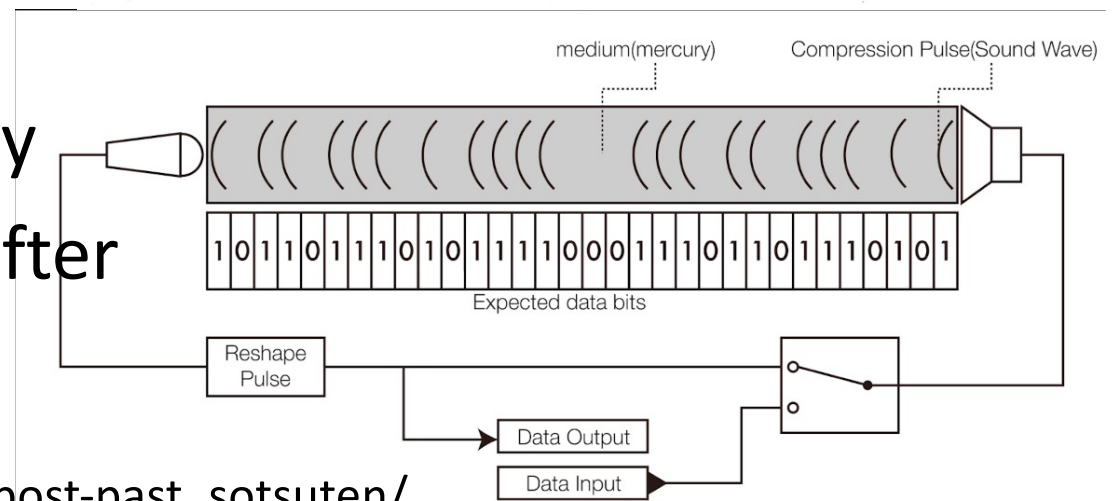 medium(mercury) Compression Pulse(Sound Wave)
y
fter
1 0 1 1 0 1 1 1 0 1 0 1 1 1 1 0 0 0 1 1 1 0 1 1 0 1 1 1 0 1 0 1
Expected data bits
Reshape
Pulse
Data Output
Data Input